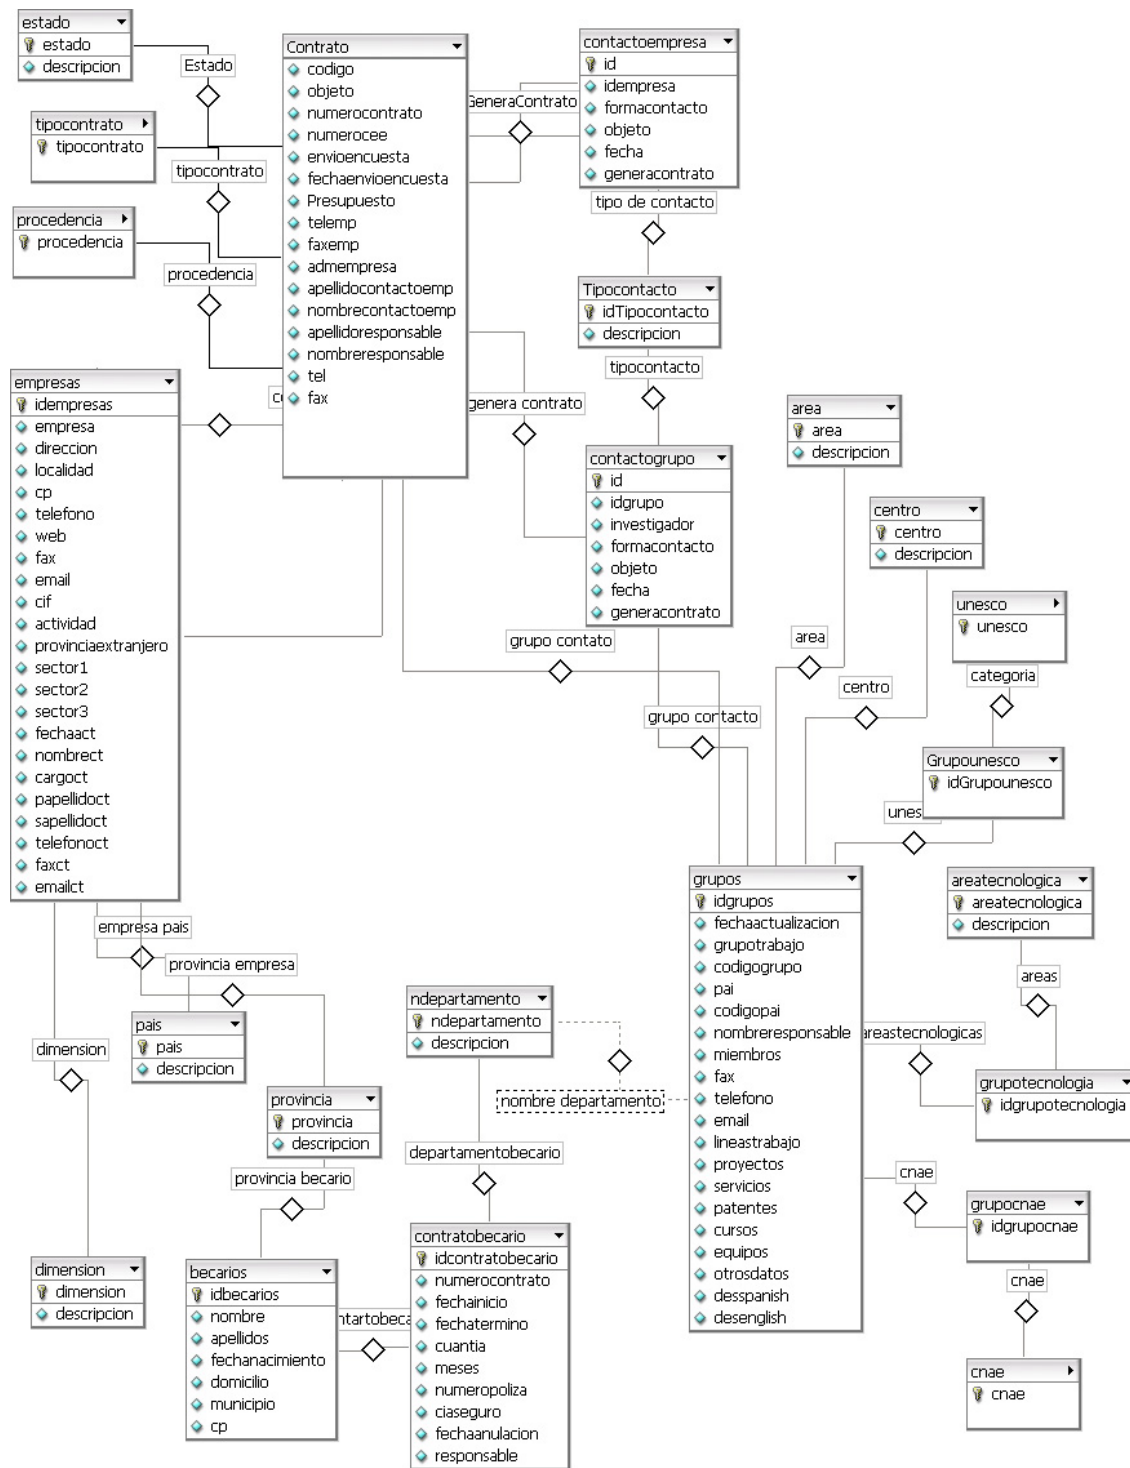 estado
estado
descripcion
Estado
tipocontrato
tipocontrato
tipocontrato
procedencia
procedencia
procedencia
Contrato
codigo
objeto
numerocontrato
numerocee
envioencuesta
fechaenvioencuesta
Presupuesto
telemp
faxemp
admempresa
apellidocontactoemp
nombrecontactoemp
apellidoresponsable
nombreresponsable
tel
fax
GeneraContrato
contactoempresa
id
idempresa
formacontacto
objeto
fecha
generacontrato
tipo de contacto
Tipocontacto
idTipocontacto
descripcion
tipocontacto
genera contrato
contactogrupo
id
idgrupo
investigador
formacontacto
objeto
fecha
generacontrato
grupo contato
grupo contacto
empresas
idempresas
empresa
direccion
localidad
cp
telefono
web
fax
email
cif
actividad
provinciaextranjero
sector1
sector2
sector3
fechaact
nombrect
cargoct
papellidoct
sapellidoct
telefonoct
faxct
emailct
area
area
descripcion
area
centro
centro
descripcion
centro
unesco
unesco
categoria
Grupounesco
idGrupounesco
unes
grupos
idgrupos
fechaactualizacion
grupotrabajo
codigogrupo
pai
codigopai
nombreresponsable
miembros
fax
telefono
email
lineastrabajo
proyectos
servicios
patentes
cursos
equipos
otrosdatos
desspanish
desenglish
areatecnologica
areatecnologica
descripcion
areas
areastecnologicas
grupotecnologia
idgrupotecnologia
cnae
grupocnae
idgrupocnae
cnae
cnae
cnae
empresa pais
provincia empresa
pais
pais
descripcion
dimension
provincia
provincia
descripcion
provincia becario
ndepartamento
ndepartamento
descripcion
nombre departamento
departamentobecario
dimension
dimension
descripcion
becarios
idbecarios
nombre
apellidos
fechanacimiento
domicilio
municipio
cp
ntartobeca
contratobecario
idcontratobecario
numerocontrato
fechainicio
fechatermino
cuantia
meses
numeropoliza
ciaseguro
fechaanulacion
responsable